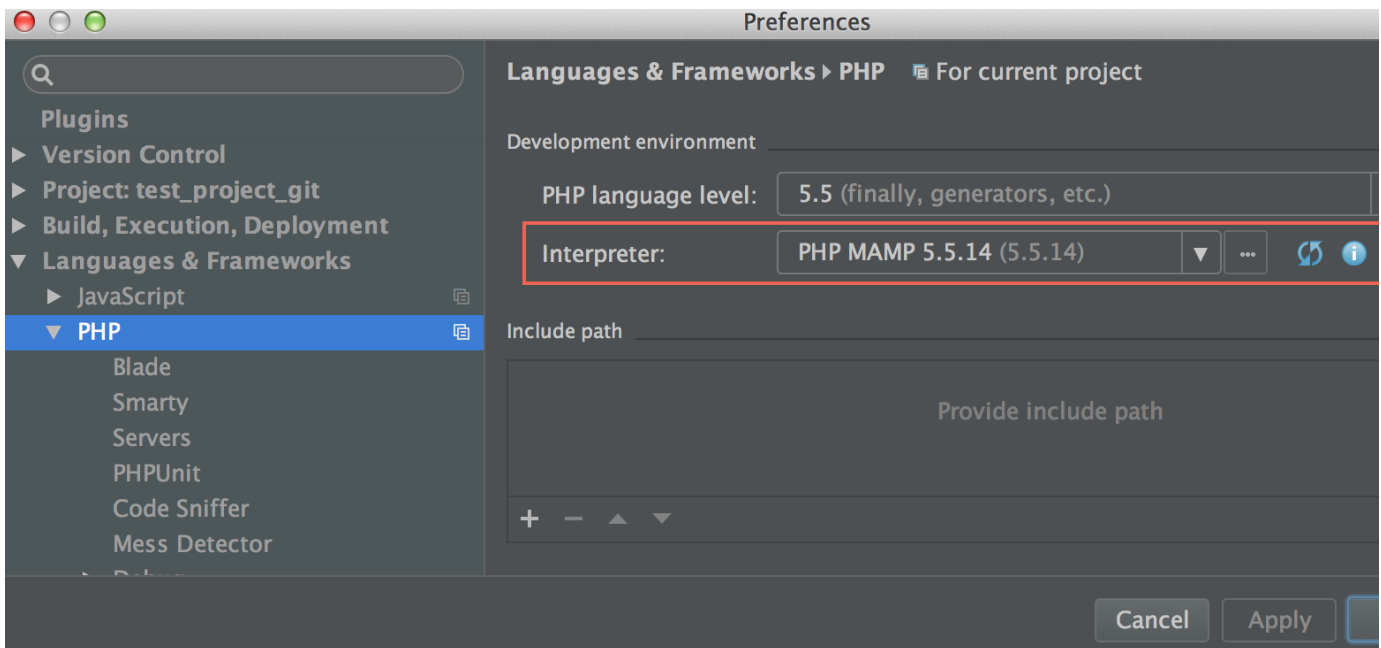 Preferences
Plugins
Version Control
Project: test_project_git
Build, Execution, Deployment
Languages & Frameworks
JavaScript
PHP
Blade
Smarty
Servers
PHPUnit
Code Sniffer
Mess Detector
Languages & Frameworks PHP For current project
Development environment
PHP language level: 5.5 (finally, generators, etc.)
Interpreter: PHP MAMP 5.5.14 (5.5.14) ...
Include path
Provide include path
Cancel Apply